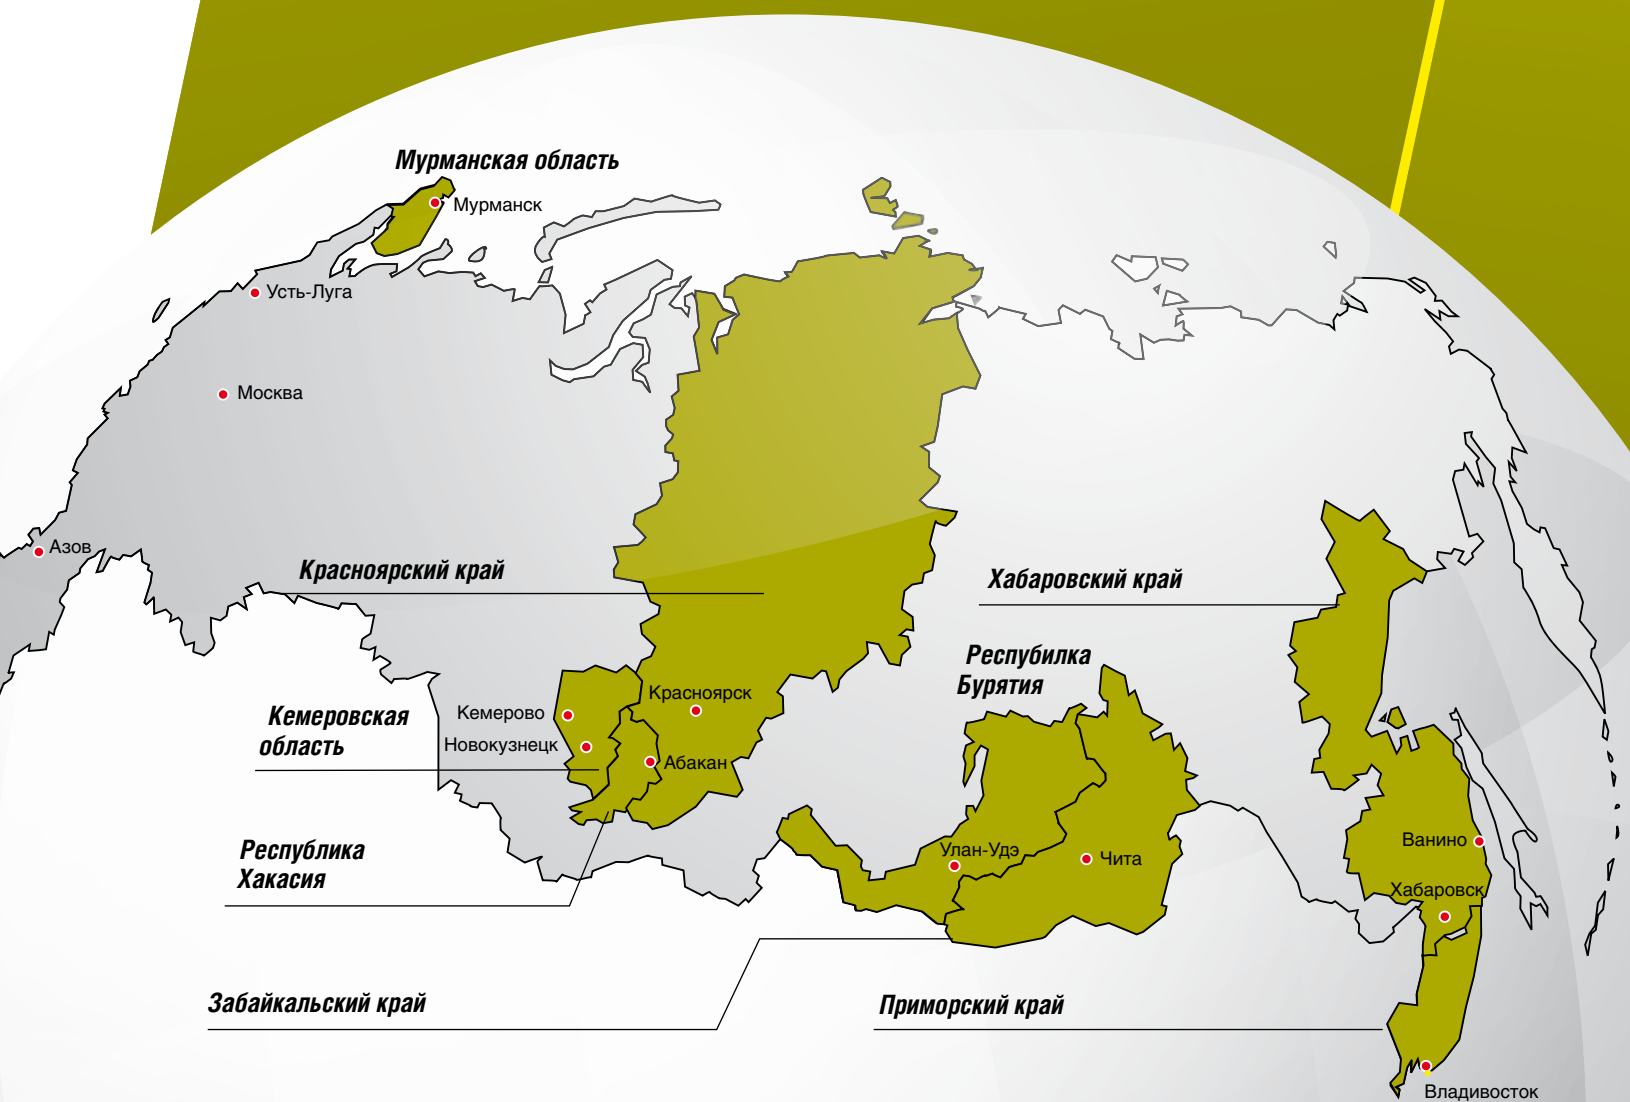 Мурманская область
Мурманск
Усть-Луга
Москва
Азов
Красноярский край
Хабаровский край
Респубилка
Бурятия
Красноярск
Кемеровская
область
Кемерово
Новокузнецк
Абакан
Республика
Хакасия
Улан-Удэ
Чита
Ванино
Хабаровск
Забайкальский край
Приморский край
Владивосток